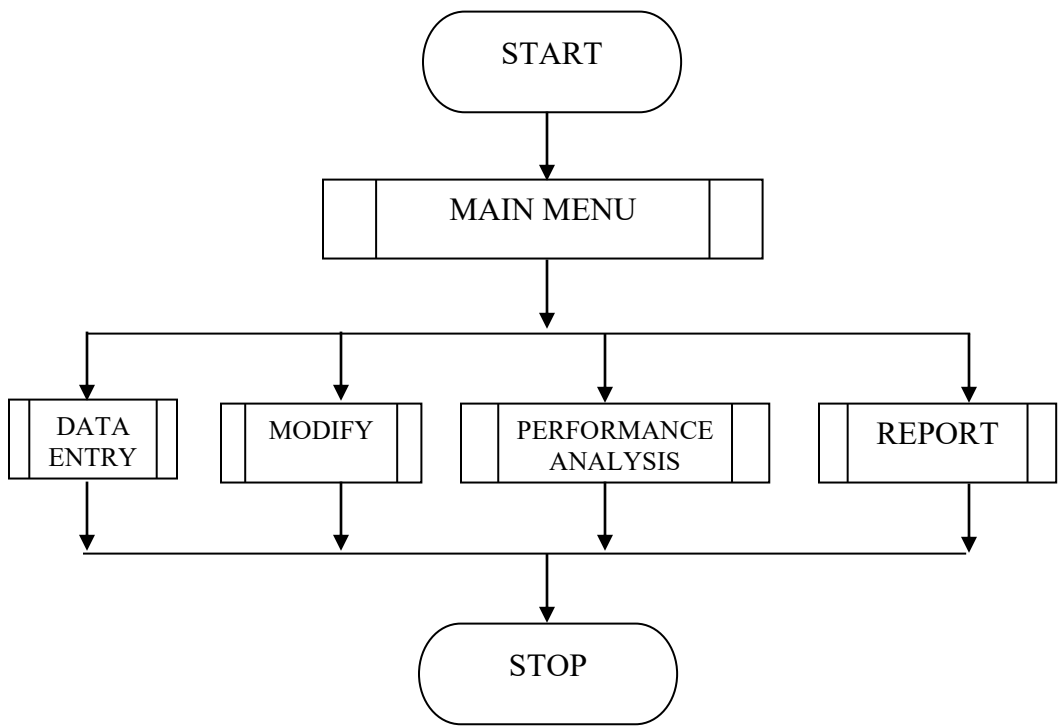 START
MAIN MENU
DATA
ENTRY
MODIFY
PERFORMANCE
ANALYSIS
REPORT
STOP